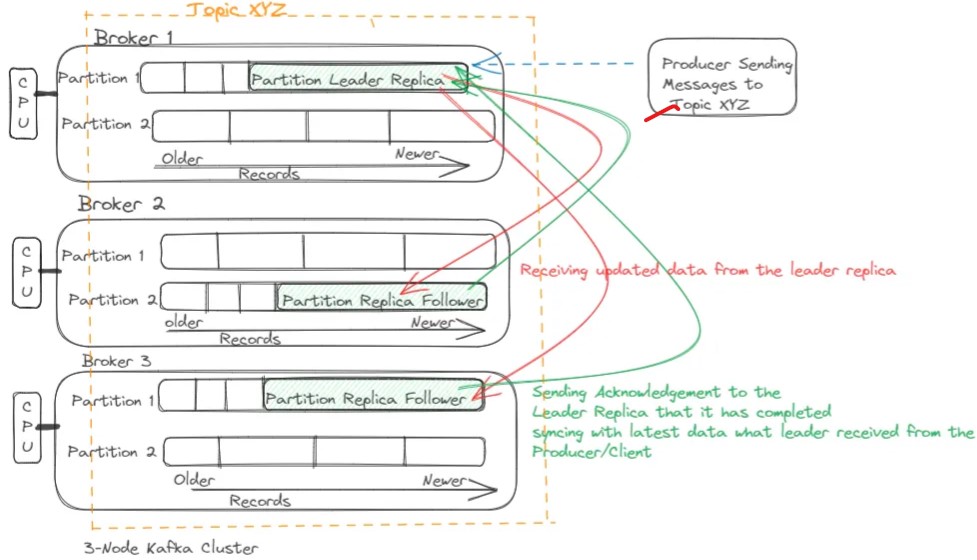 Topic XYZ
Broker 1
CPU
Partition 1
Partition Leader Replica
Partition 2
Older
Newer
Records
Producer Sending
Messages to
Topic XYZ
Broker 2
CPU
Partition 1
Partition 2
Partition Replica Follower
older
Newer
Records
Receiving updated data from the leader replica
Broker 3
CPU
Partition 1
Partition Replica Follower
Partition 2
Older
Newer
Records
Sending Acknowledgement to the
Leader Replica that it has completed
syncing with latest data what leader received from the
Producer/Client
3-Node Kafka Cluster